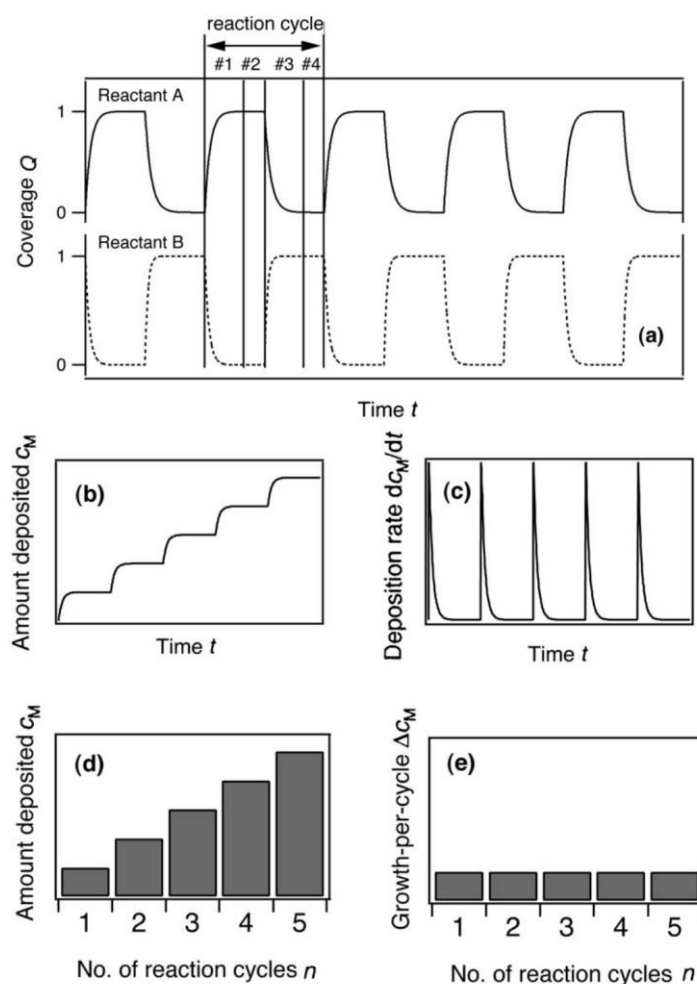 reaction cycle
#1 #2 #3 #4
Reactant A
1
0
Coverage Q
Reactant B
1
0
(a)
Time t
(b)
Amount deposited cM
Time t
(c)
Deposition rate dcM/dt
Time t
(d)
Amount deposited cM
1 2 3 4 5
No. of reaction cycles n
(e)
Growth-per-cycle ΔcM
1 2 3 4 5
No. of reaction cycles n